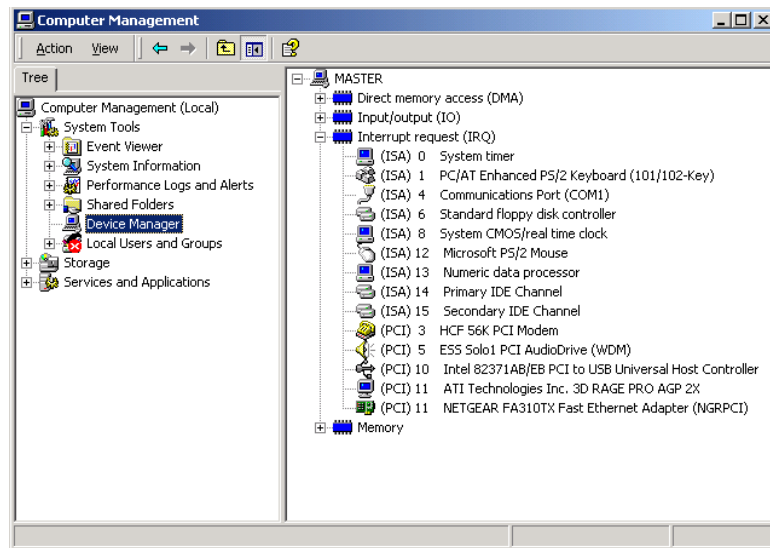 Computer Management
Action View
Tree
Computer Management (Local)
System Tools
Event Viewer
System Information
Performance Logs and Alerts
Shared Folders
Device Manager
Local Users and Groups
Storage
Services and Applications
MASTER
Direct memory access (DMA)
Input/output (IO)
Interrupt request (IRQ)
(ISA) 0 System timer
(ISA) 1 PC/AT Enhanced PS/2 Keyboard (101/102-Key)
(ISA) 4 Communications Port (COM1)
(ISA) 6 Standard floppy disk controller
(ISA) 8 System CMOS/real time clock
(ISA) 12 Microsoft PS/2 Mouse
(ISA) 13 Numeric data processor
(ISA) 14 Primary IDE Channel
(ISA) 15 Secondary IDE Channel
(PCI) 3 HCF 56K PCI Modem
(PCI) 5 ESS Solo1 PCI AudioDrive (WDM)
(PCI) 10 Intel 82371AB/EB PCI to USB Universal Host Controller
(PCI) 11 ATI Technologies Inc. 3D RAGE PRO AGP 2X
(PCI) 11 NETGEAR FA310TX Fast Ethernet Adapter (NGRPCI)
Memory